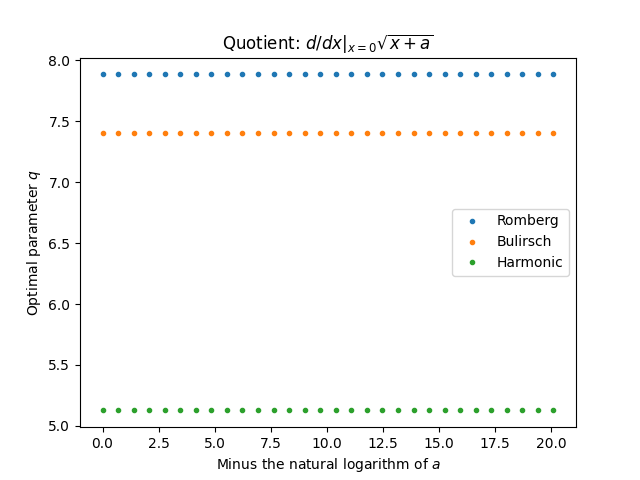 Quotient: $d/dx|_{x=0}\sqrt{x+a}$
8.0
7.5
7.0
6.5
6.0
5.5
5.0
Optimal parameter q
Romberg
Bulirsch
Harmonic
0.0 2.5 5.0 7.5 10.0 12.5 15.0 17.5 20.0
Minus the natural logarithm of a